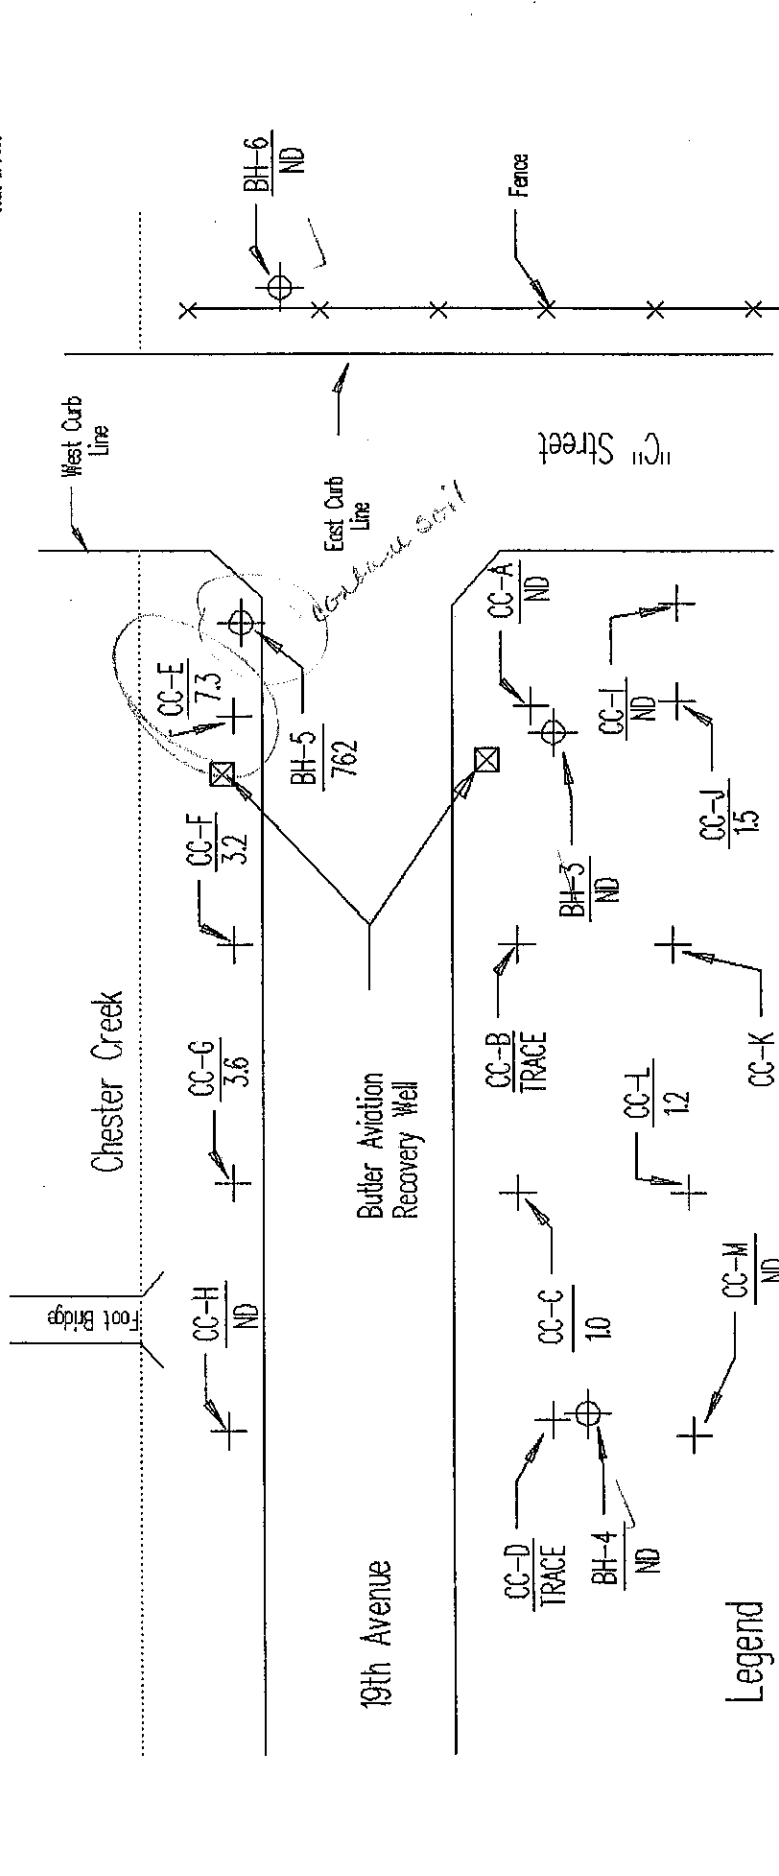 BH-6
ND
Fence
West Curb
Line
East Curb
Line
"C" Street
soil
CC-E
7.3
BH-5
762
CC-A
ND
CC-I
ND
CC-J
1.5
BH-3
ND
CC-F
3.2
CC-G
3.6
Chester Creek
CC-B
TRACE
CC-K
CC-L
1.2
Butler Aviation
Recovery Well
Foot Bridge
CC-H
ND
CC-C
1.0
CC-M
ND
CC-D
TRACE
BH-4
ND
19th Avenue
Legend